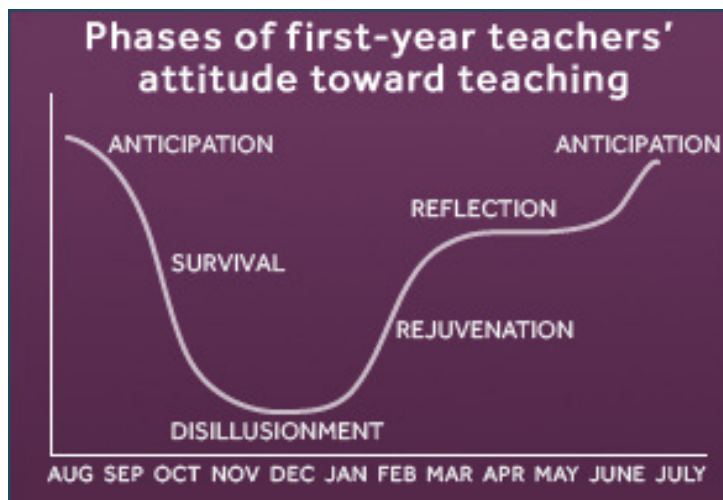 Phases of first-year teachers'
attitude toward teaching
ANTICIPATION
ANTICIPATION
REFLECTION
SURVIVAL
REJUVENATION
DISILLUSIONMENT
AUG SEP OCT NOV DEC JAN FEB MAR APR MAY JUNE JULY